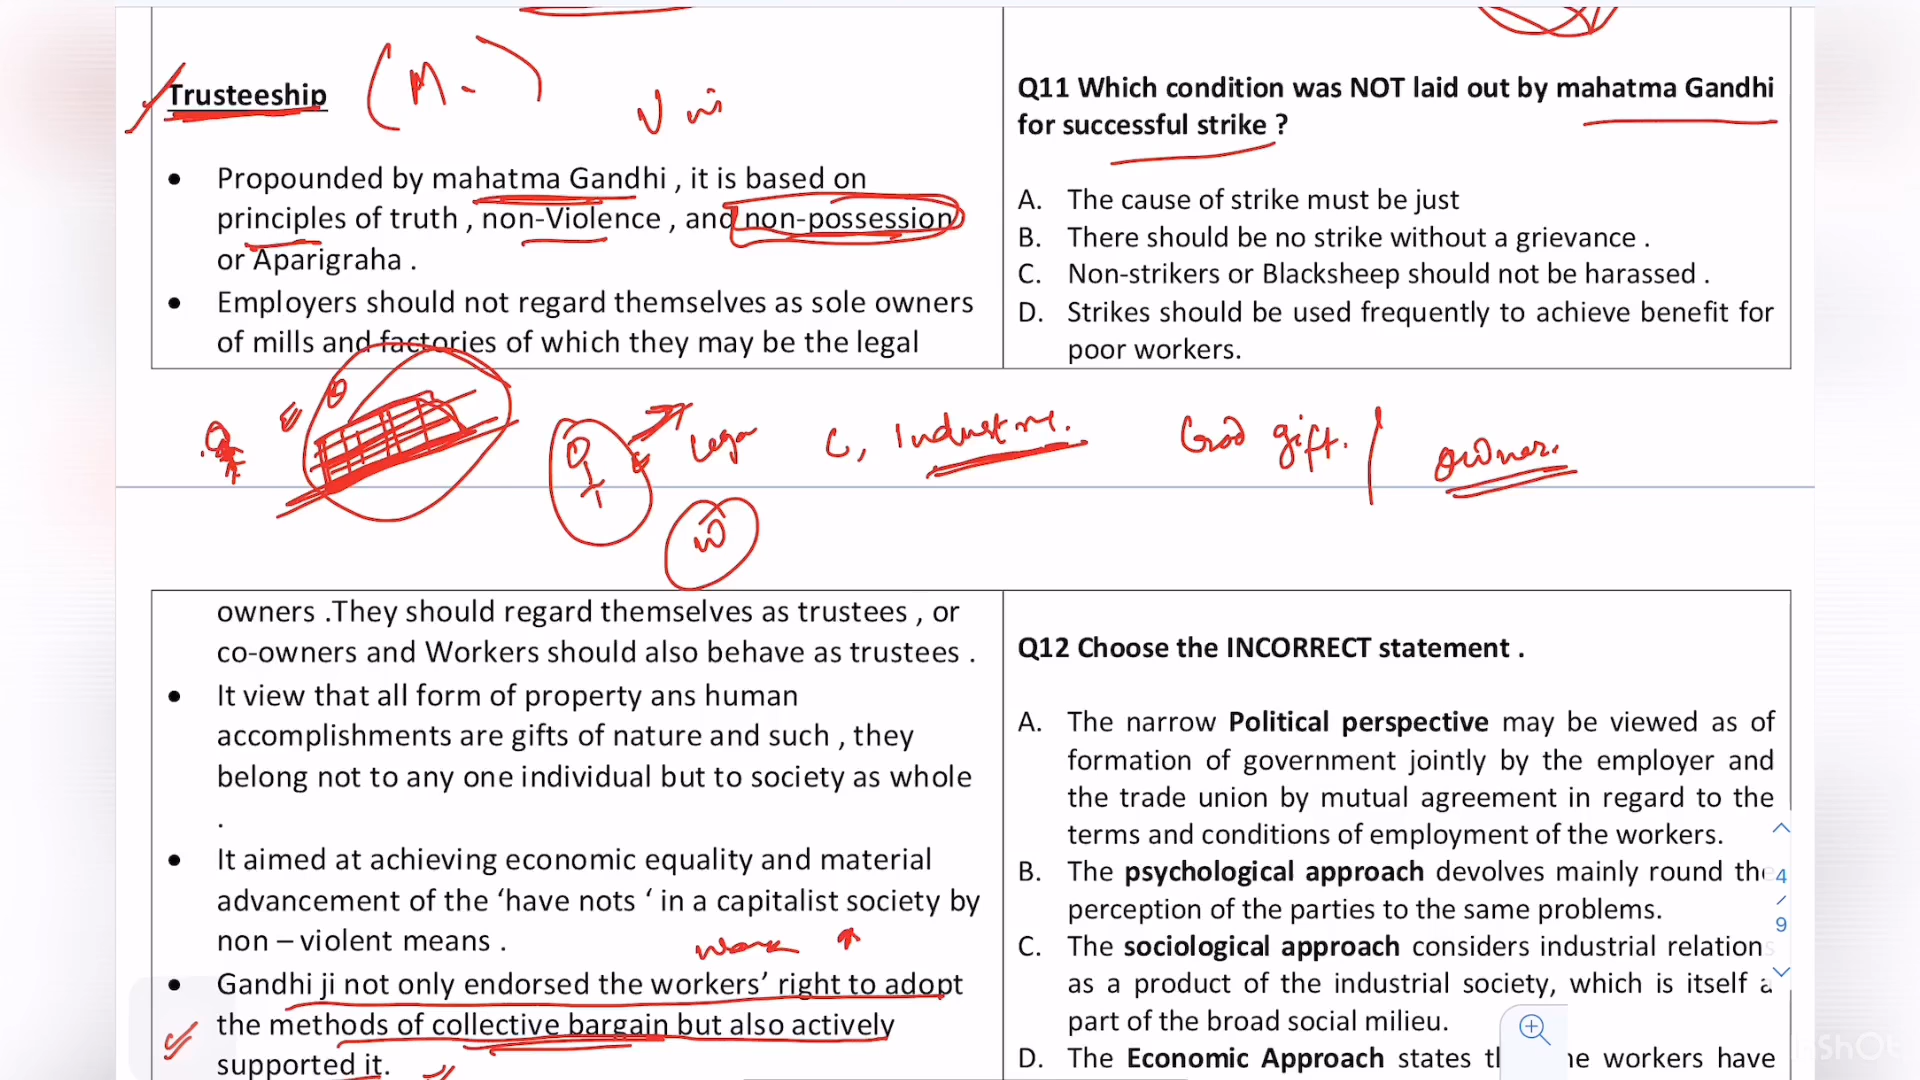 Trusteeship
(M. )
Q11 Which condition was NOT laid out by mahatma Gandhi
for successful strike ?
• Propounded by mahatma Gandhi , it is based on
principles of truth , non-Violence , and non-possession
or Aparigraha .
• Employers should not regard themselves as sole owners
of mills and factories of which they may be the legal
A. The cause of strike must be just
B. There should be no strike without a grievance .
C. Non-strikers or Blacksheep should not be harassed .
D. Strikes should be used frequently to achieve benefit for
poor workers.
God gift.
owner.
owners .They should regard themselves as trustees , or
co-owners and Workers should also behave as trustees .
• It view that all form of property ans human
accomplishments are gifts of nature and such , they
belong not to any one individual but to society as whole
.
• It aimed at achieving economic equality and material
advancement of the ‘have nots ‘ in a capitalist society by
non – violent means .
• Gandhi ji not only endorsed the workers’ right to adopt
the methods of collective bargain but also actively
supported it.
Q12 Choose the INCORRECT statement .
A. The narrow Political perspective may be viewed as of
formation of government jointly by the employer and
the trade union by mutual agreement in regard to the
terms and conditions of employment of the workers.
B. The psychological approach devolves mainly round the
perception of the parties to the same problems.
C. The sociological approach considers industrial relations
as a product of the industrial society, which is itself a
part of the broad social milieu.
D. The Economic Approach states workers have
4
/
9